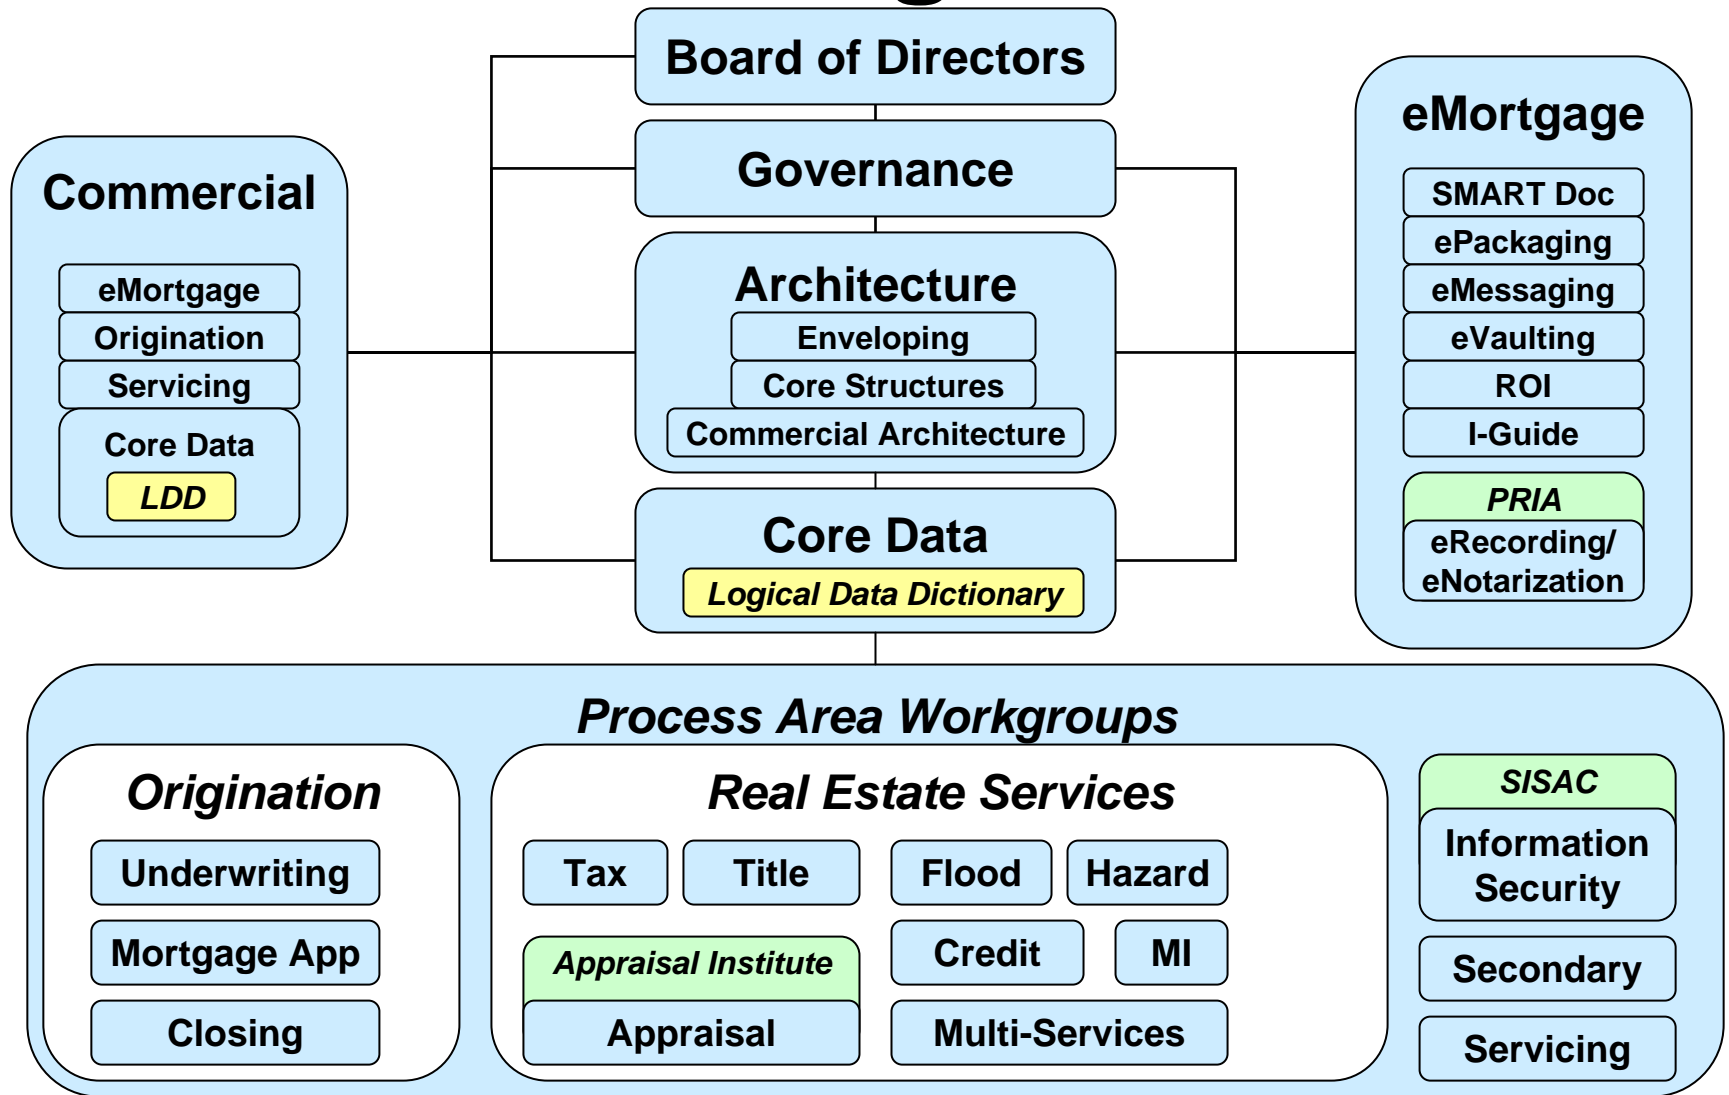 Board of Directors
Governance
Architecture
Enveloping
Core Structures
Commercial Architecture
Core Data
Logical Data Dictionary
Commercial
eMortgage
Origination
Servicing
Core Data
LDD
eMortgage
SMART Doc
ePackaging
eMessaging
eVaulting
ROI
I-Guide
PRIA
eRecording/
eNotarization
Process Area Workgroups
Origination
Underwriting
Mortgage App
Closing
Real Estate Services
Tax
Title
Flood
Hazard
Appraisal Institute
Appraisal
Credit
MI
Multi-Services
SISAC
Information
Security
Secondary
Servicing